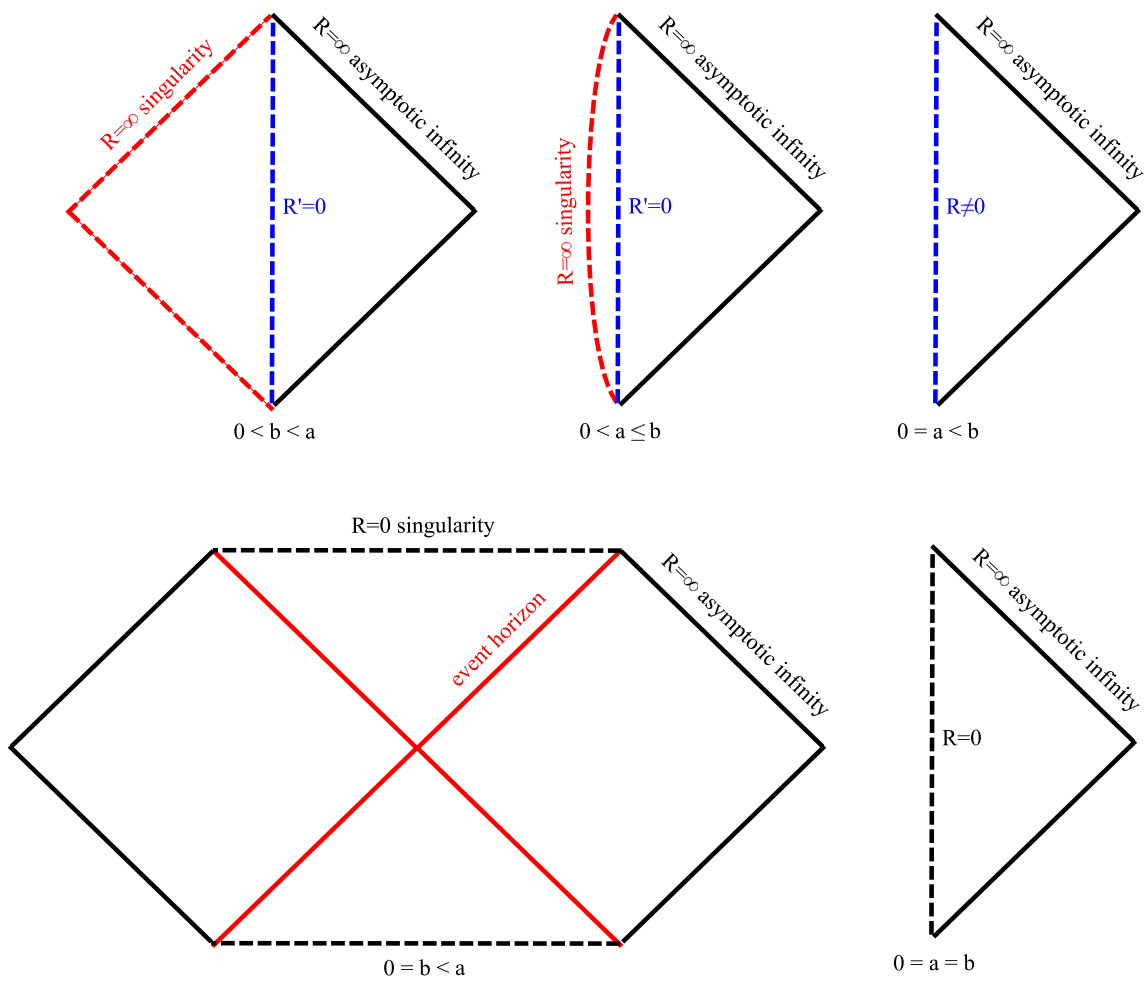 R=∞ singularity
R=∞ asymptotic infinity
R'=0
0 < b < a
R=∞ singularity
R=∞ asymptotic infinity
R'=0
0 < a ≤ b
R=∞ asymptotic infinity
R≠0
0 = a < b
R=0 singularity
event horizon
R=∞ asymptotic infinity
0 = b < a
R=∞ asymptotic infinity
R=0
0 = a = b